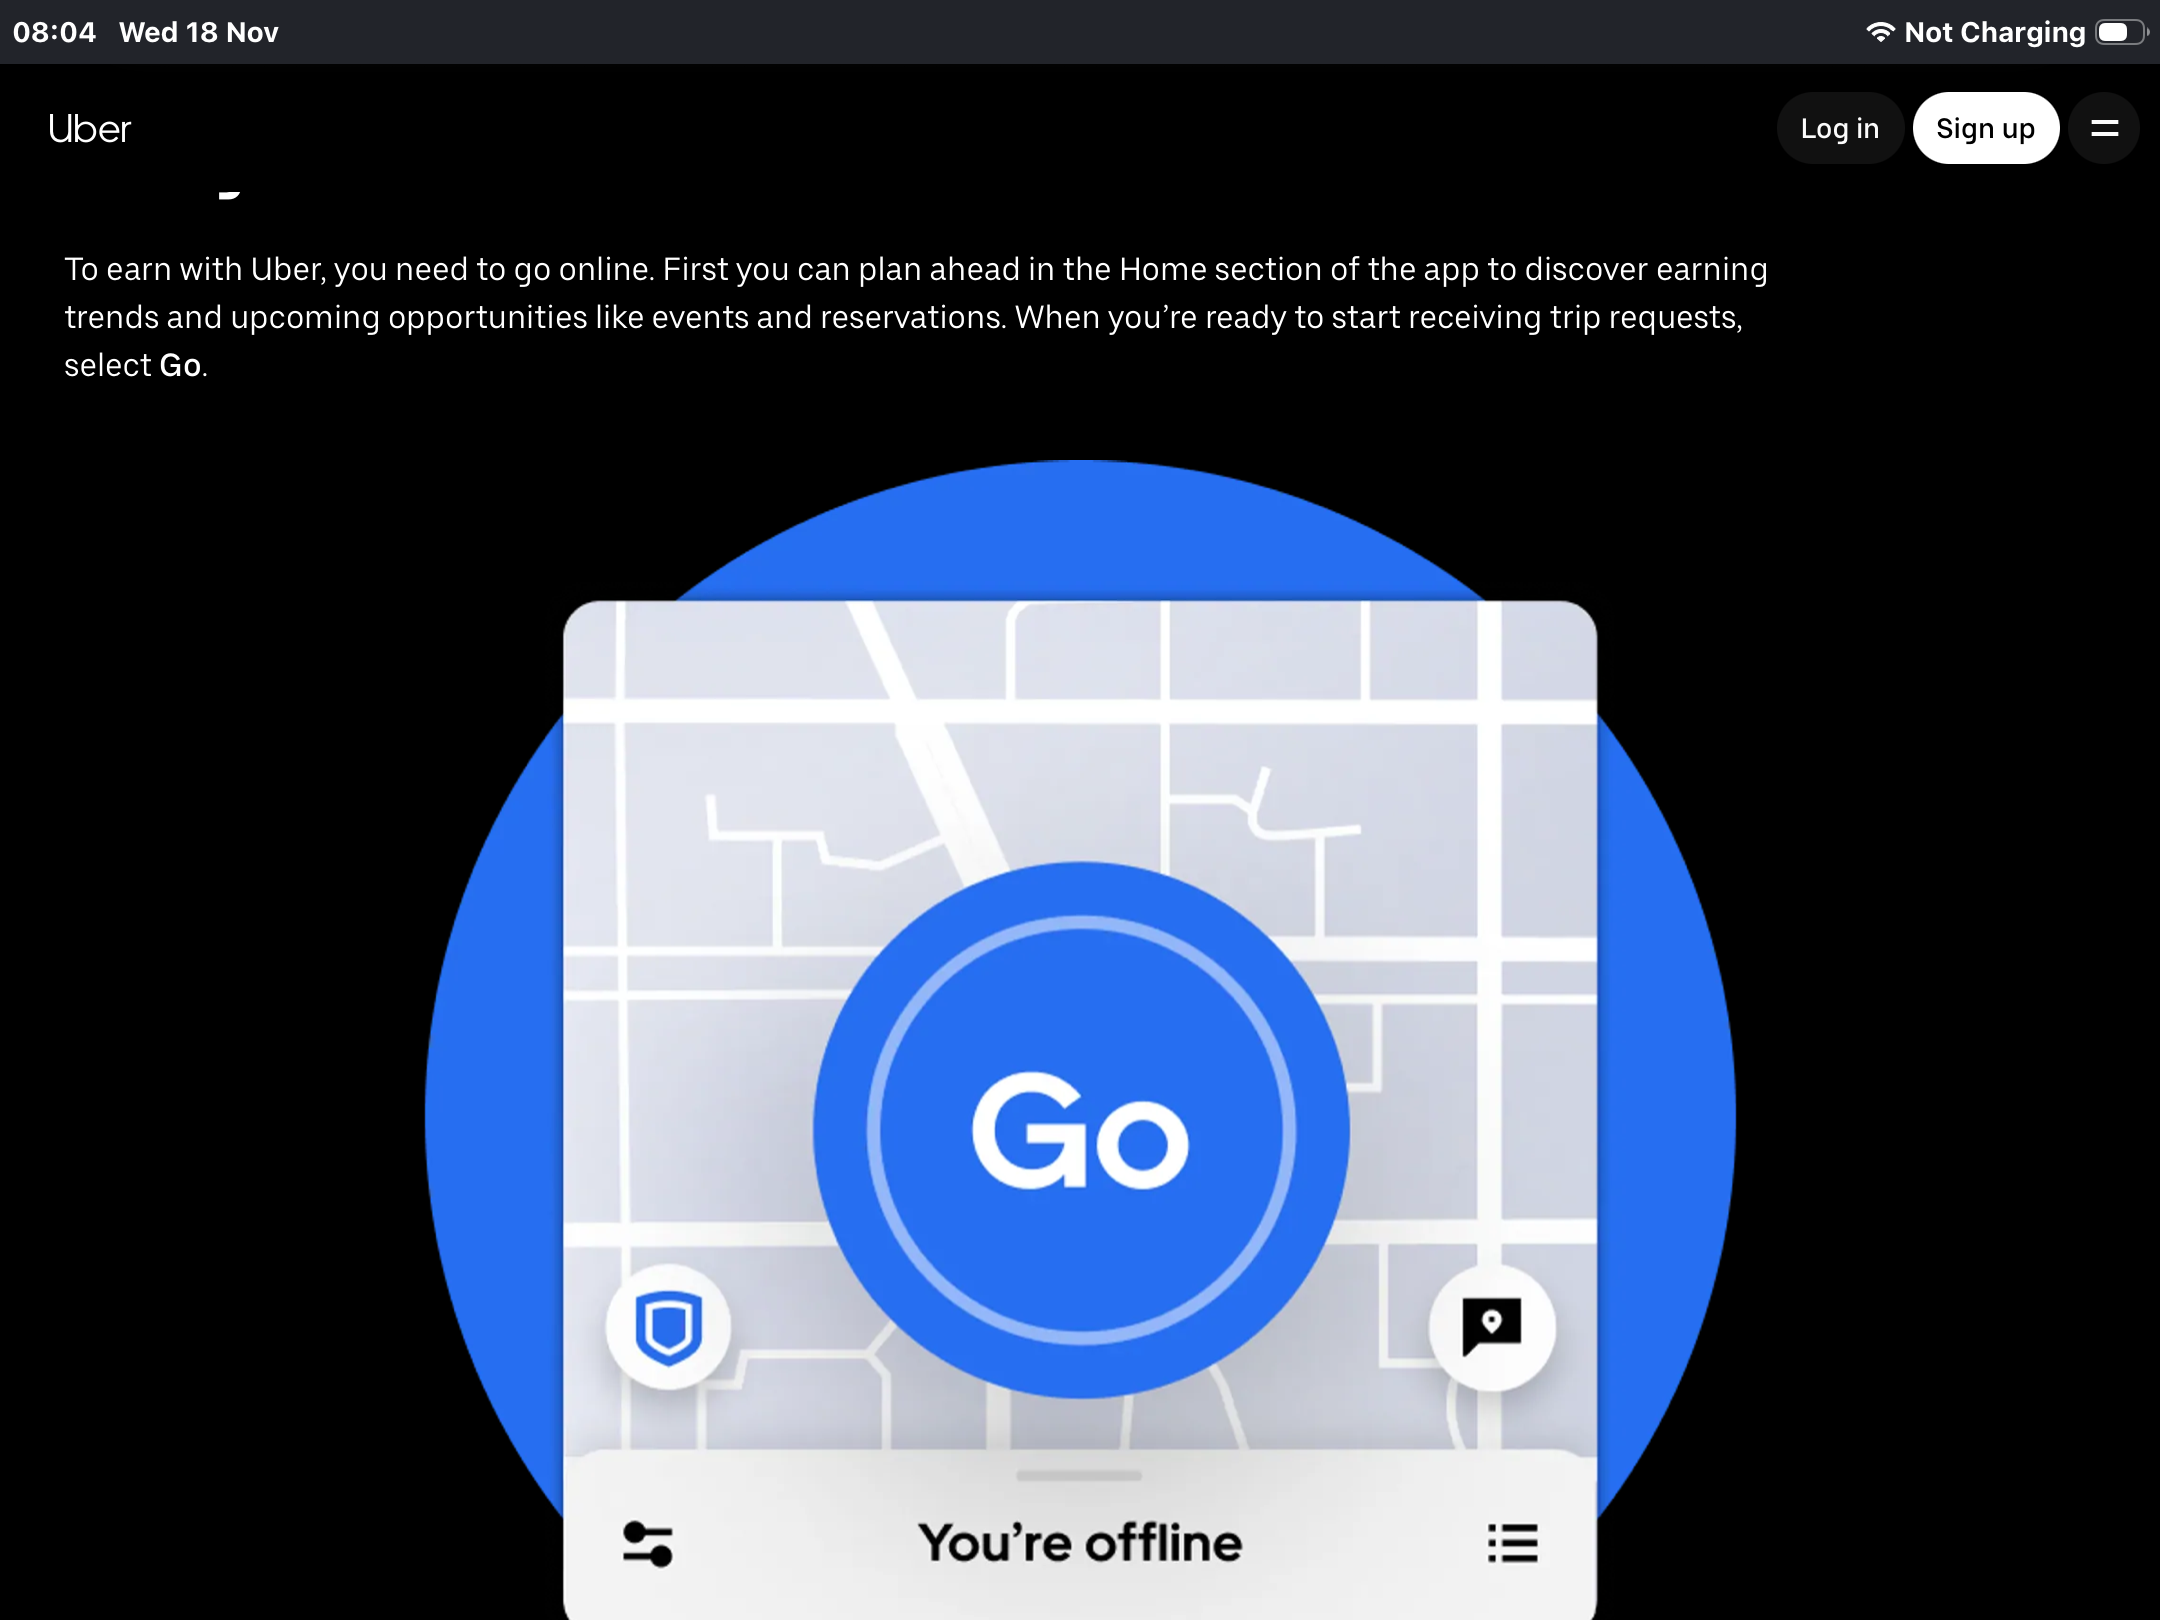 08:04 Wed 18 Nov
Not Charging
Uber
Log in
Sign up
To earn with Uber, you need to go online. First you can plan ahead in the Home section of the app to discover earning
trends and upcoming opportunities like events and reservations. When you’re ready to start receiving trip requests,
select Go.
Go
You’re offline